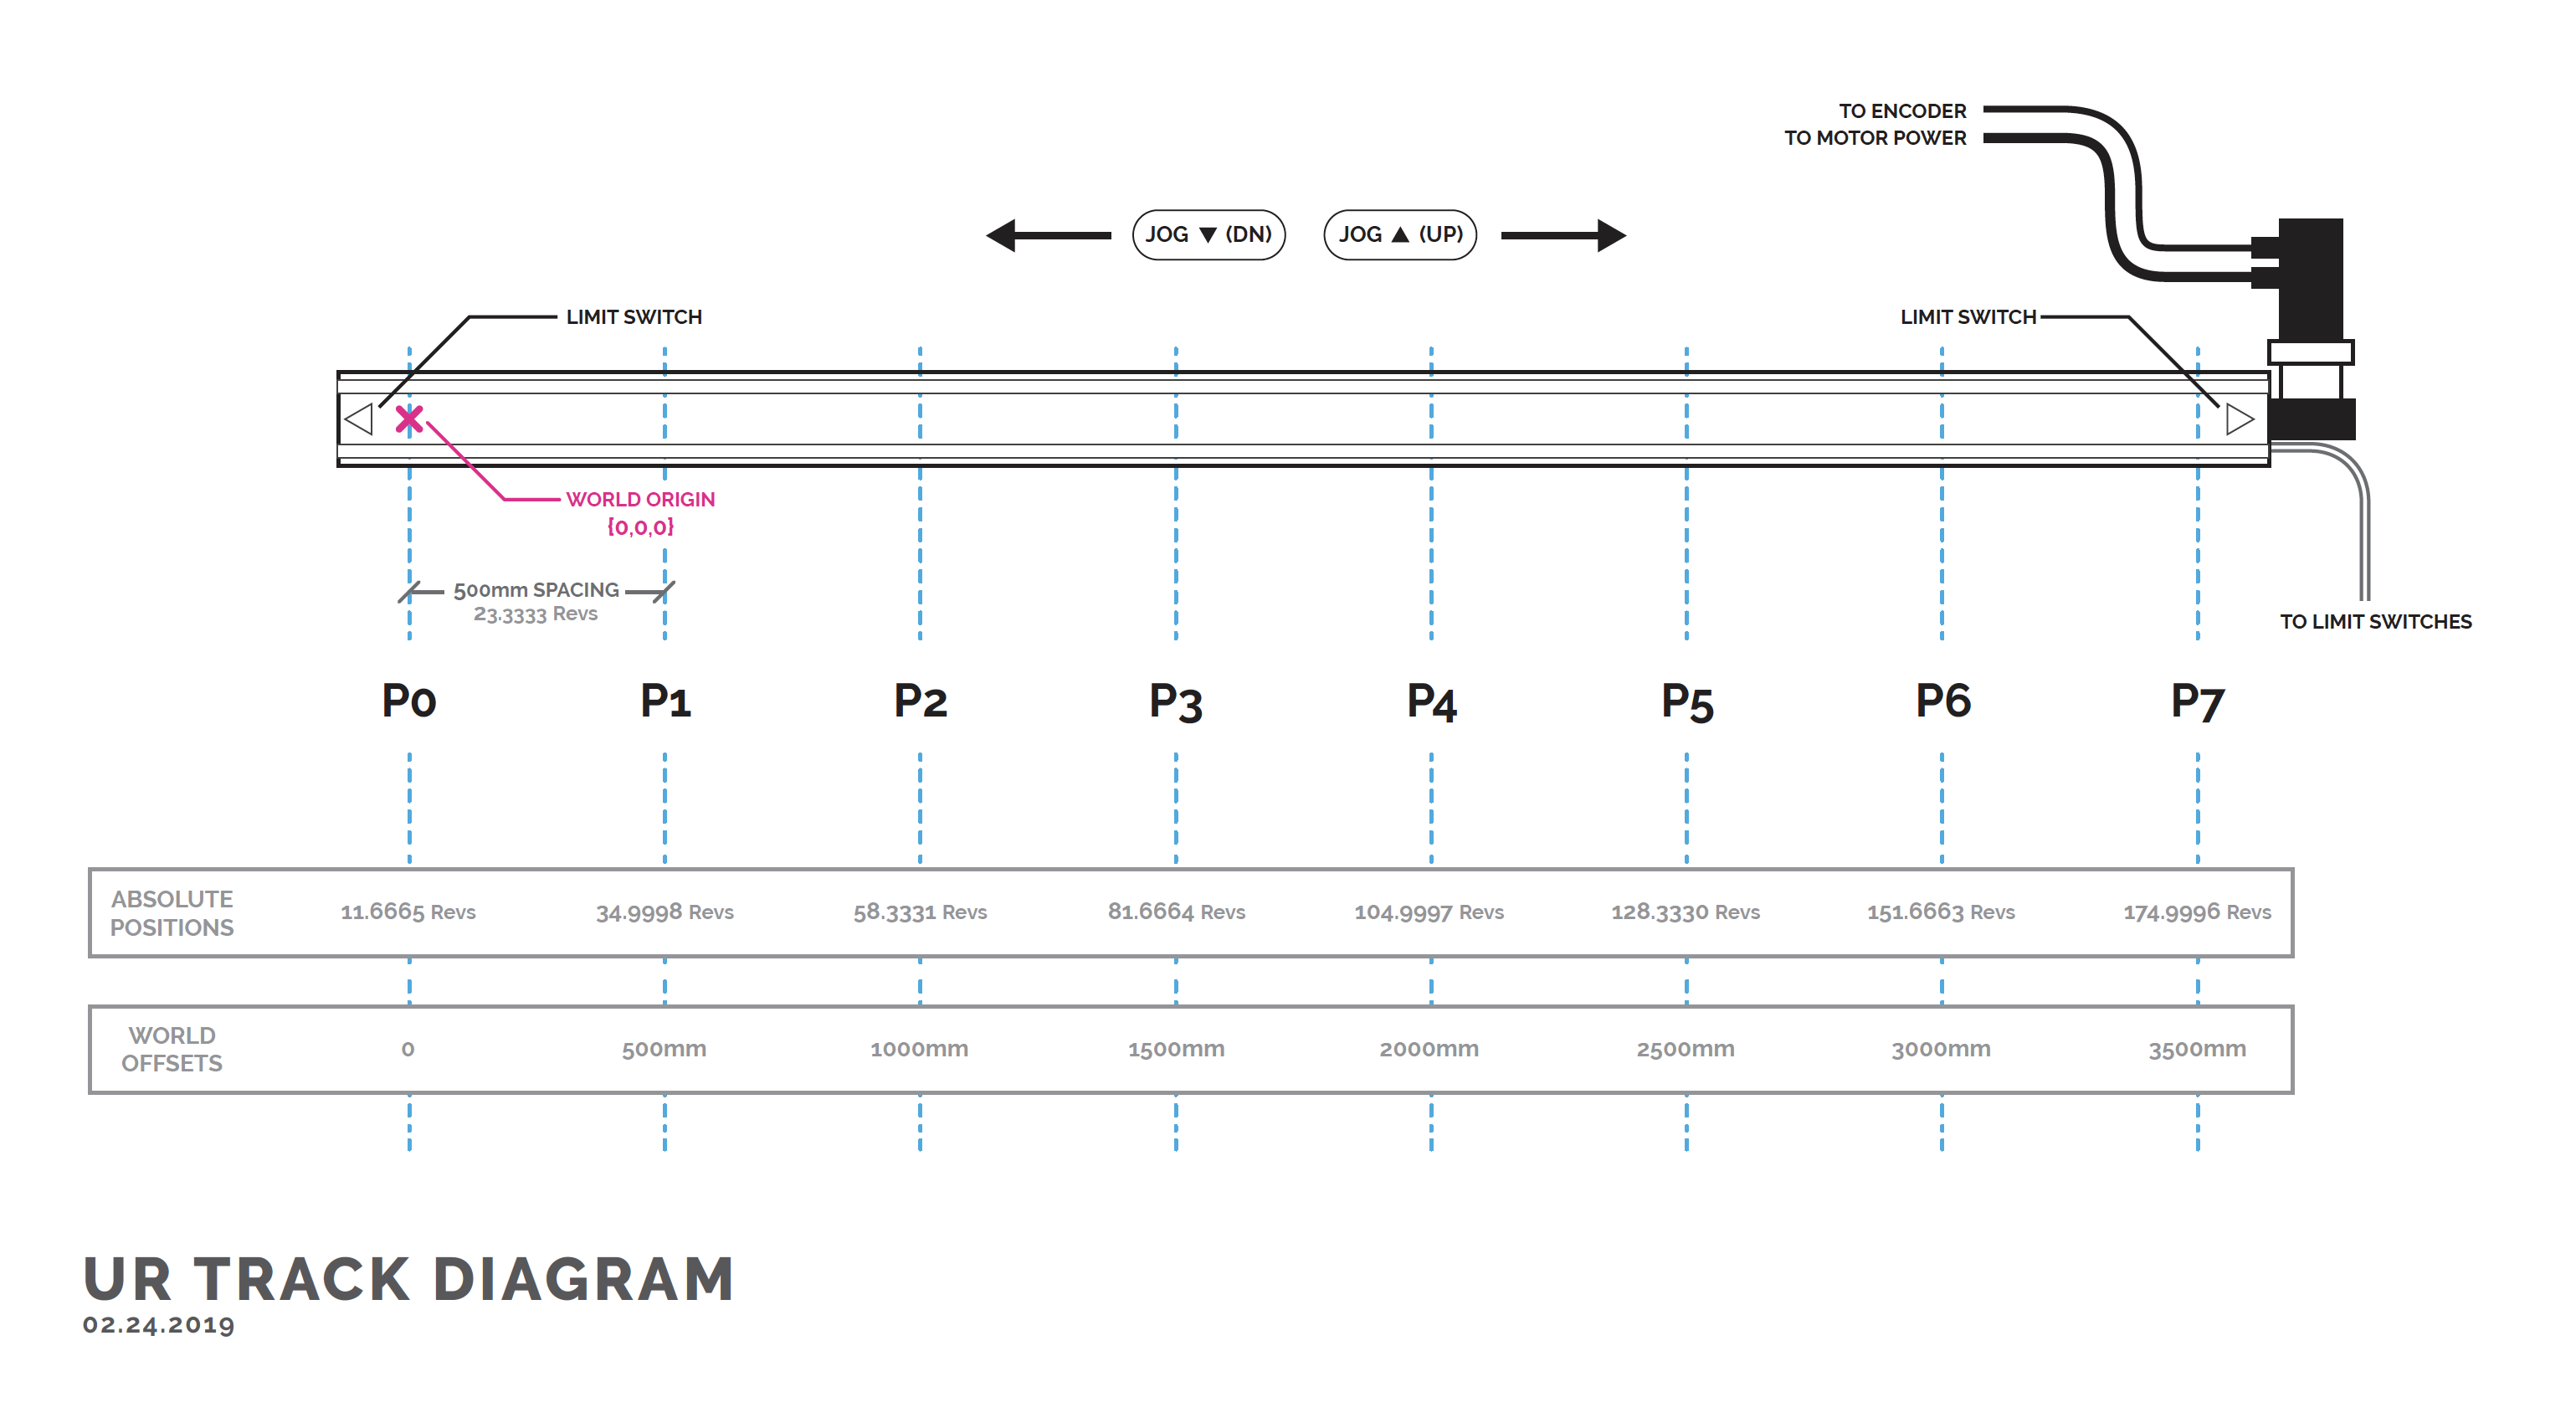 TO ENCODER
TO MOTOR POWER
JOG ▼ (DN)
JOG ▲ (UP)
LIMIT SWITCH
LIMIT SWITCH
WORLD ORIGIN
{0,0,0}
500mm SPACING
23.3333 Revs
TO LIMIT SWITCHES
P0 P1 P2 P3 P4 P5 P6 P7
ABSOLUTE
POSITIONS
11.6665 Revs 34.9998 Revs 58.3331 Revs 81.6664 Revs 104.9997 Revs 128.3330 Revs 151.6663 Revs 174.9996 Revs
WORLD
OFFSETS
0 500mm 1000mm 1500mm 2000mm 2500mm 3000mm 3500mm
UR TRACK DIAGRAM
02.24.2019